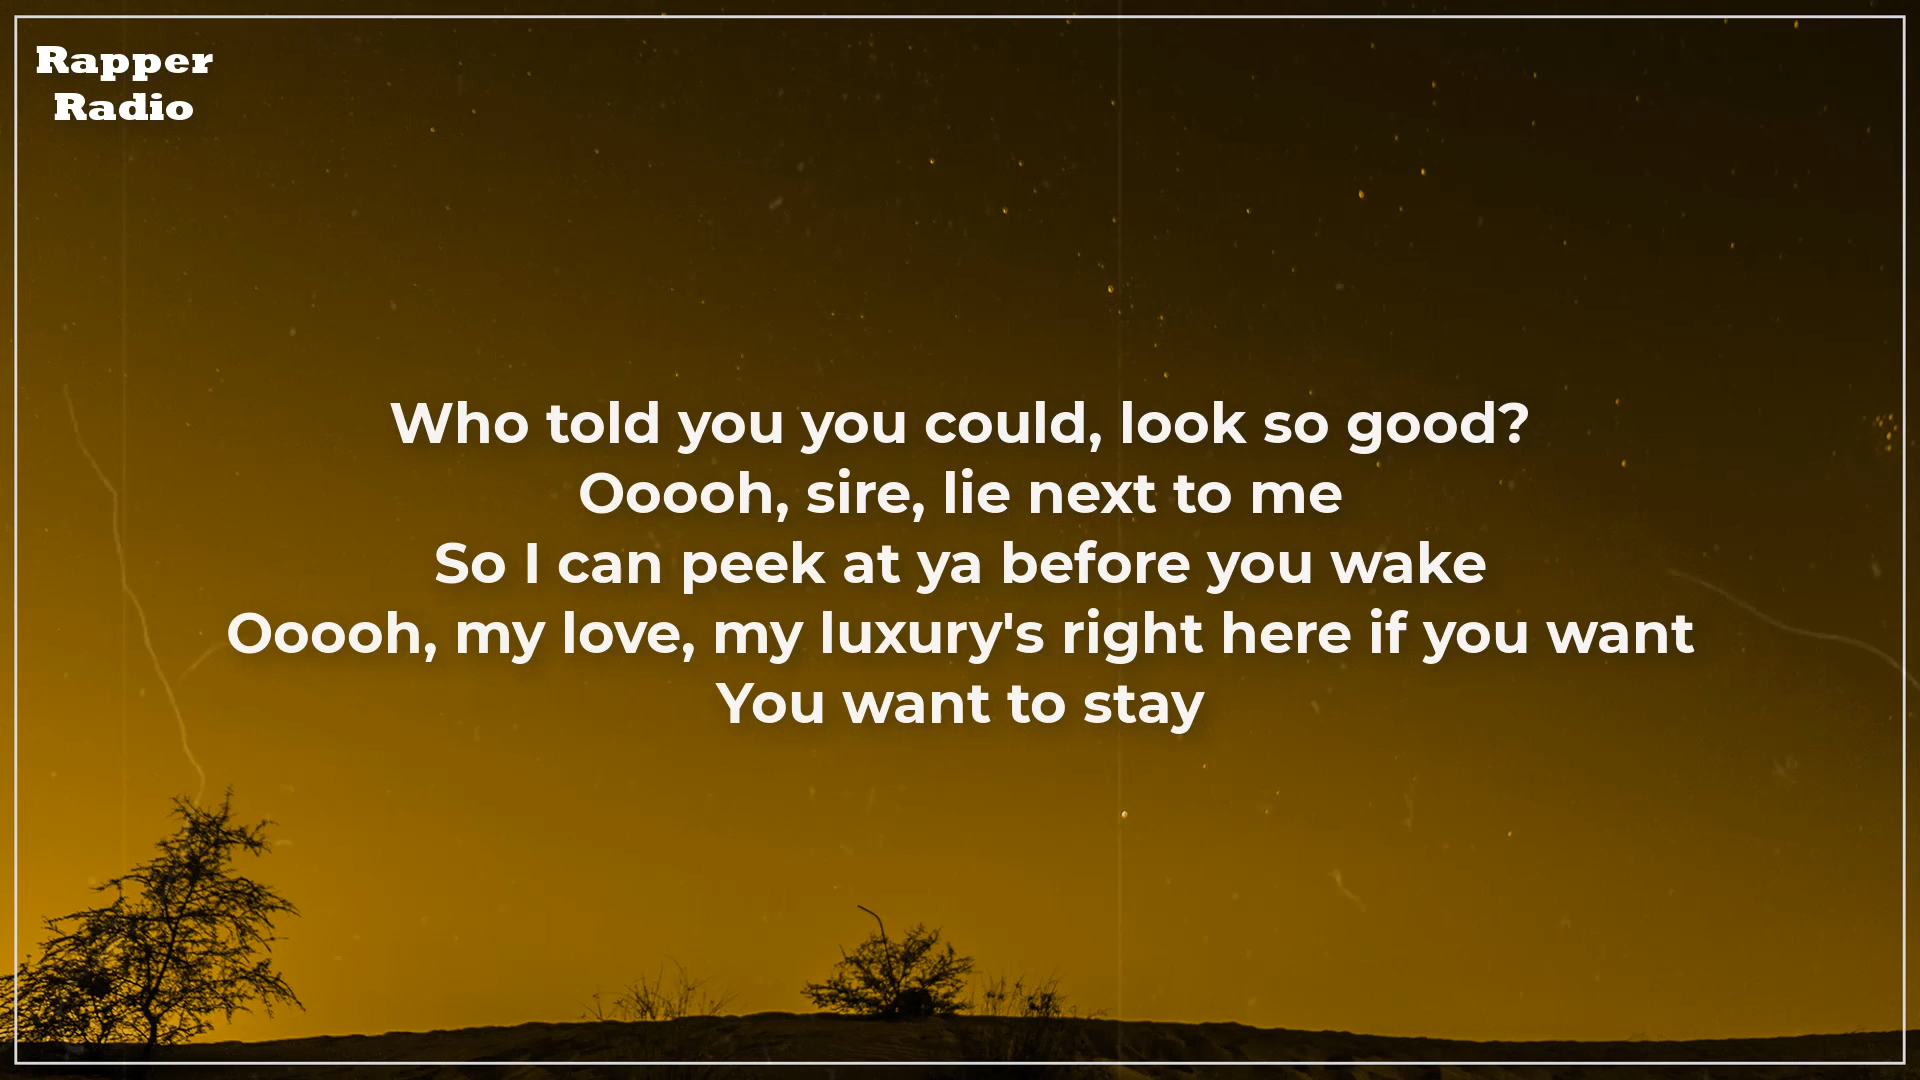 Rapper
Radio
Who told you you could, look so good?
Ooooh, sire, lie next to me
So I can peek at ya before you wake
Ooooh, my love, my luxury's right here if you want
You want to stay